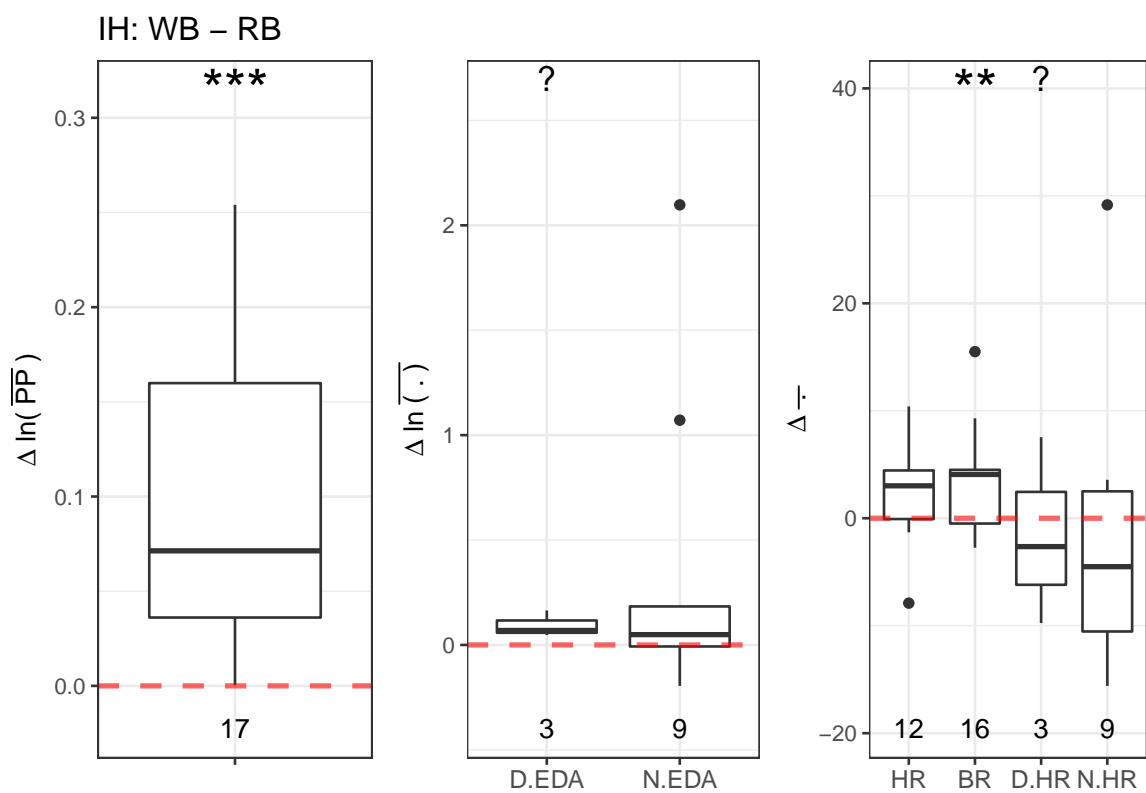 IH: WB − RB
Δ ln( PP )
0.3
0.2
0.1
0.0
***
17
Δ ln ( . )
2
1
0
?
3
9
D.EDA
N.EDA
Δ .
40
20
0
−20
**
?
12
16
3
9
HR
BR
D.HR
N.HR